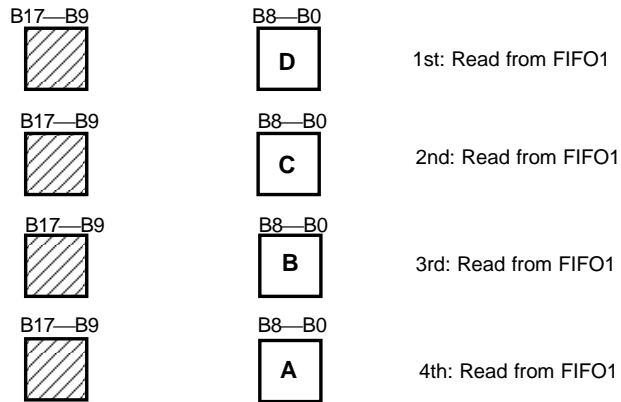 B17—B9 B8—B0
D 1st: Read from FIFO1
B17—B9 B8—B0
C 2nd: Read from FIFO1
B17—B9 B8—B0
B 3rd: Read from FIFO1
B17—B9 B8—B0
A 4th: Read from FIFO1